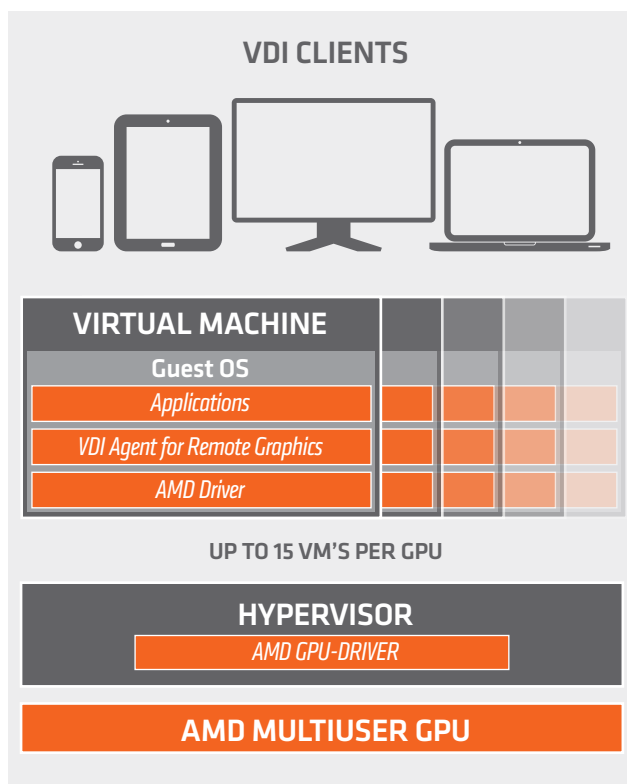 VDI CLIENTS
VIRTUAL MACHINE
Guest OS
Applications
VDI Agent for Remote Graphics
AMD Driver
UP TO 15 VM'S PER GPU
HYPERVISOR
AMD GPU-DRIVER
AMD MULTIUSER GPU